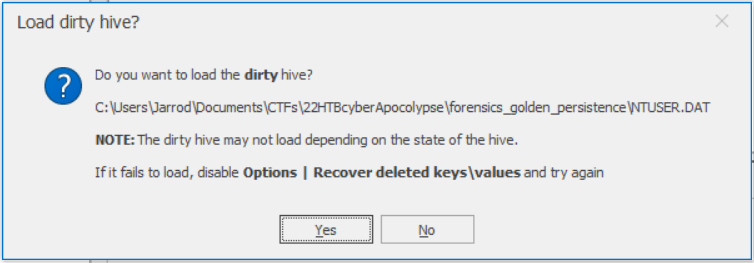 Load dirty hive?
Do you want to load the dirty hive?
C:\Users\Jarrod\Documents\CTFs\22HTBcyberApocolypse\forensics_golden_persistence\NTUSER.DAT
NOTE: The dirty hive may not load depending on the state of the hive.
If it fails to load, disable Options | Recover deleted keys\values and try again
Yes
No